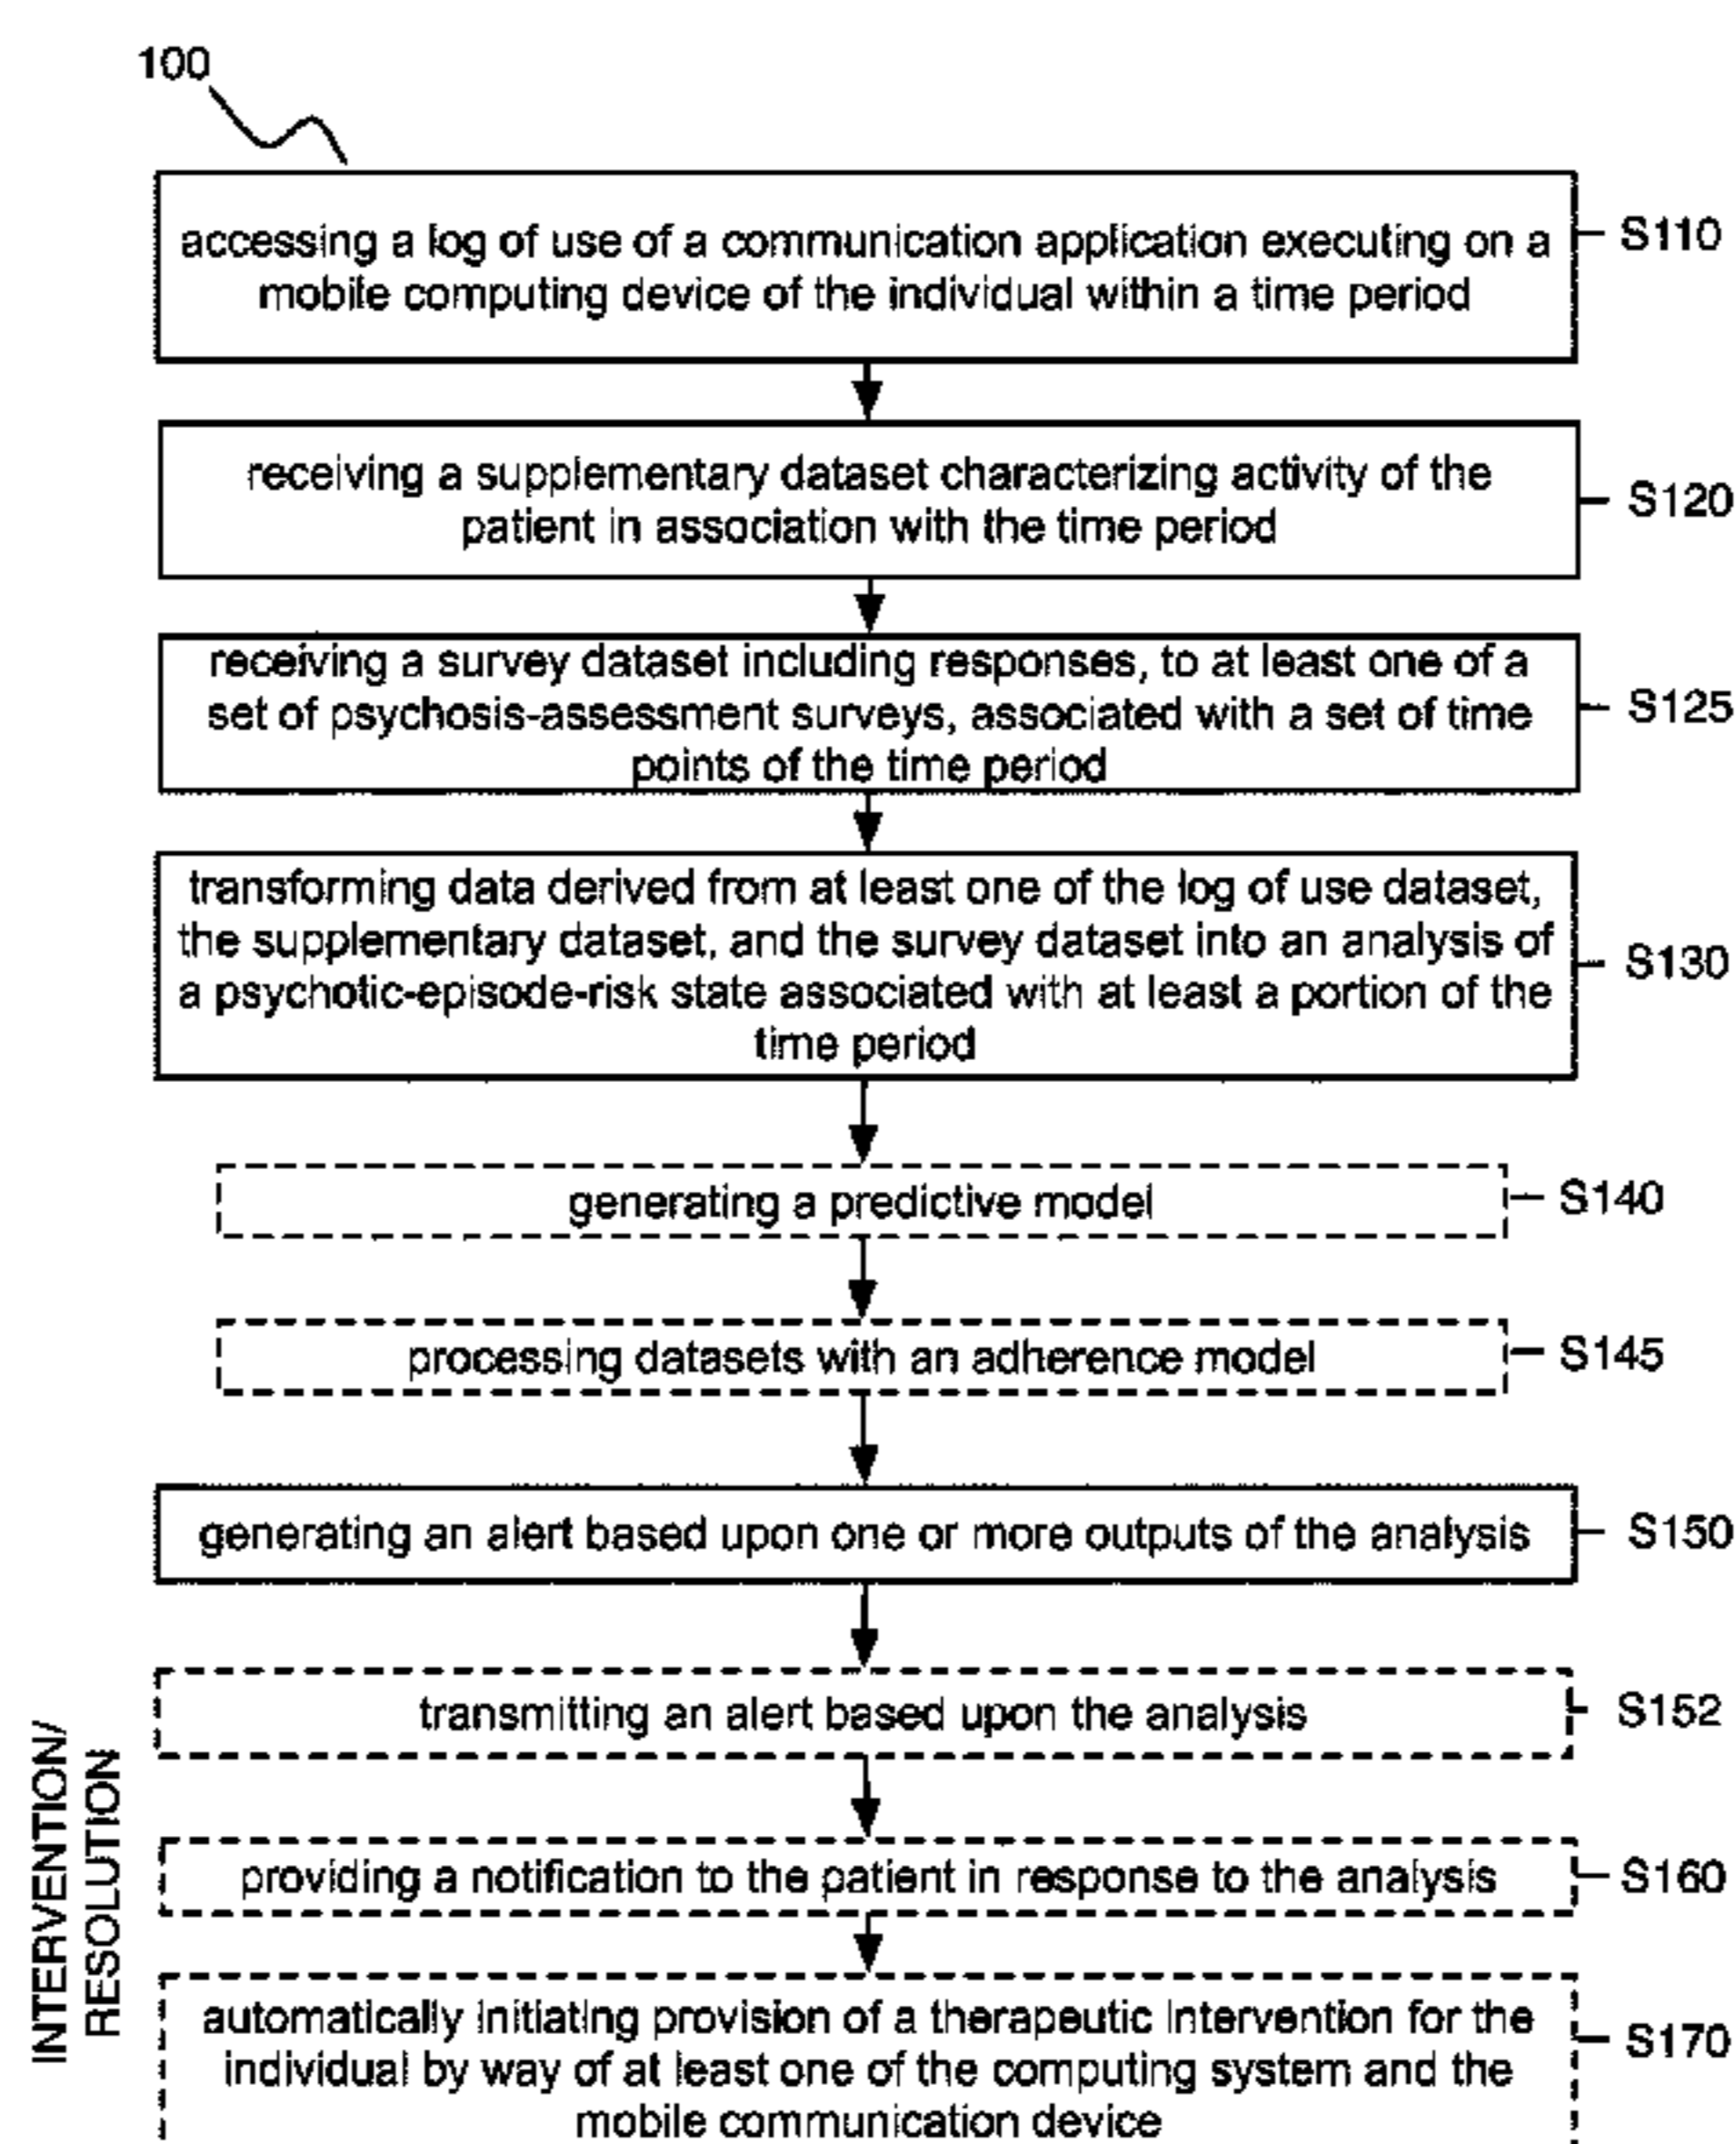 100
accessing a log of use of a communication application executing on a
mobile computing device of the individual within a time period
S110
receiving a supplementary dataset characterizing activity of the
patient in association with the time period
S120
receiving a survey dataset including responses, to at least one of a
set of psychosis-assessment surveys, associated with a set of time
points of the time period
S125
transforming data derived from at least one of the log of use dataset,
the supplementary dataset, and the survey dataset into an analysis of
a psychotic-episode-risk state associated with at least a portion of the
time period
S130
generating a predictive model
S140
processing datasets with an adherence model
S145
generating an alert based upon one or more outputs of the analysis
S150
INTERVENTION/
RESOLUTION
transmitting an alert based upon the analysis
S152
providing a notification to the patient in response to the analysis
S160
automatically initiating provision of a therapeutic intervention for the
individual by way of at least one of the computing system and the
mobile communication device
S170